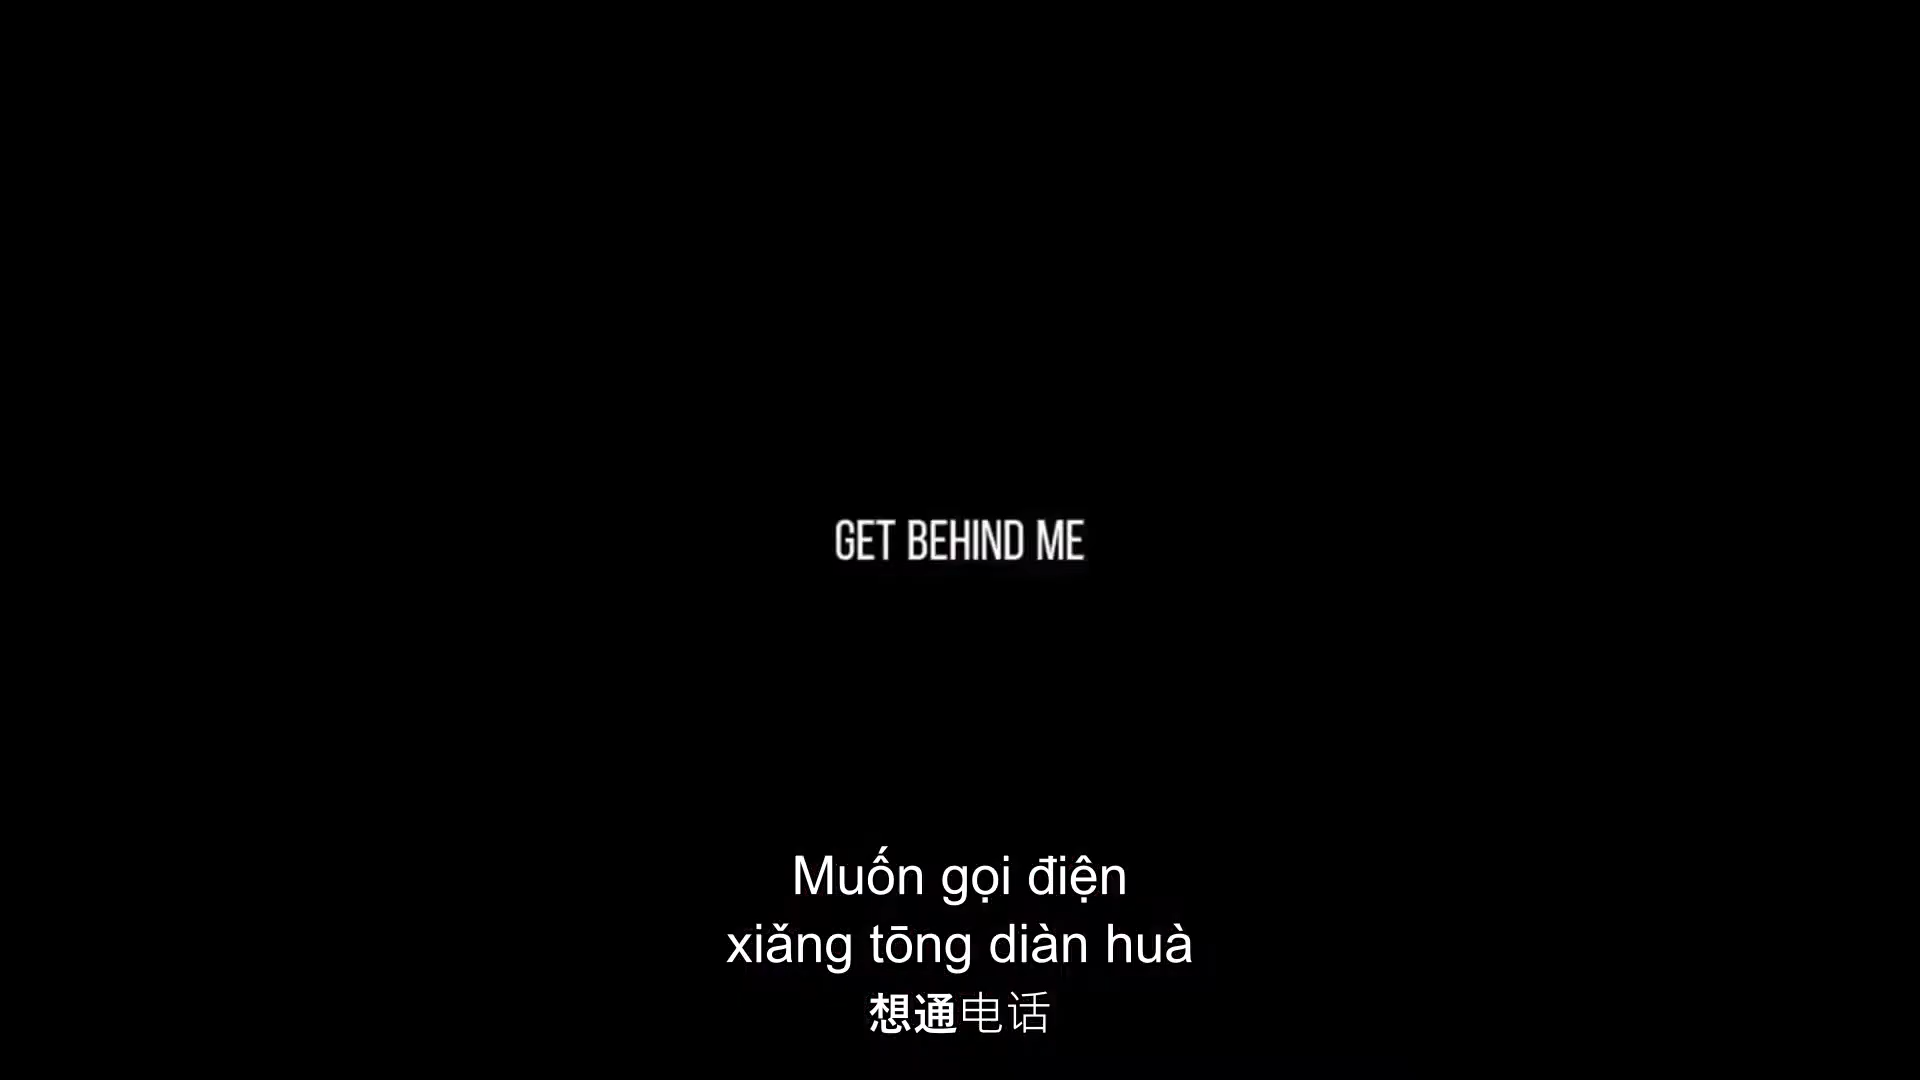 GET BEHIND ME
Muốn gọi điện
xiǎng tōng diàn huà
想通电话